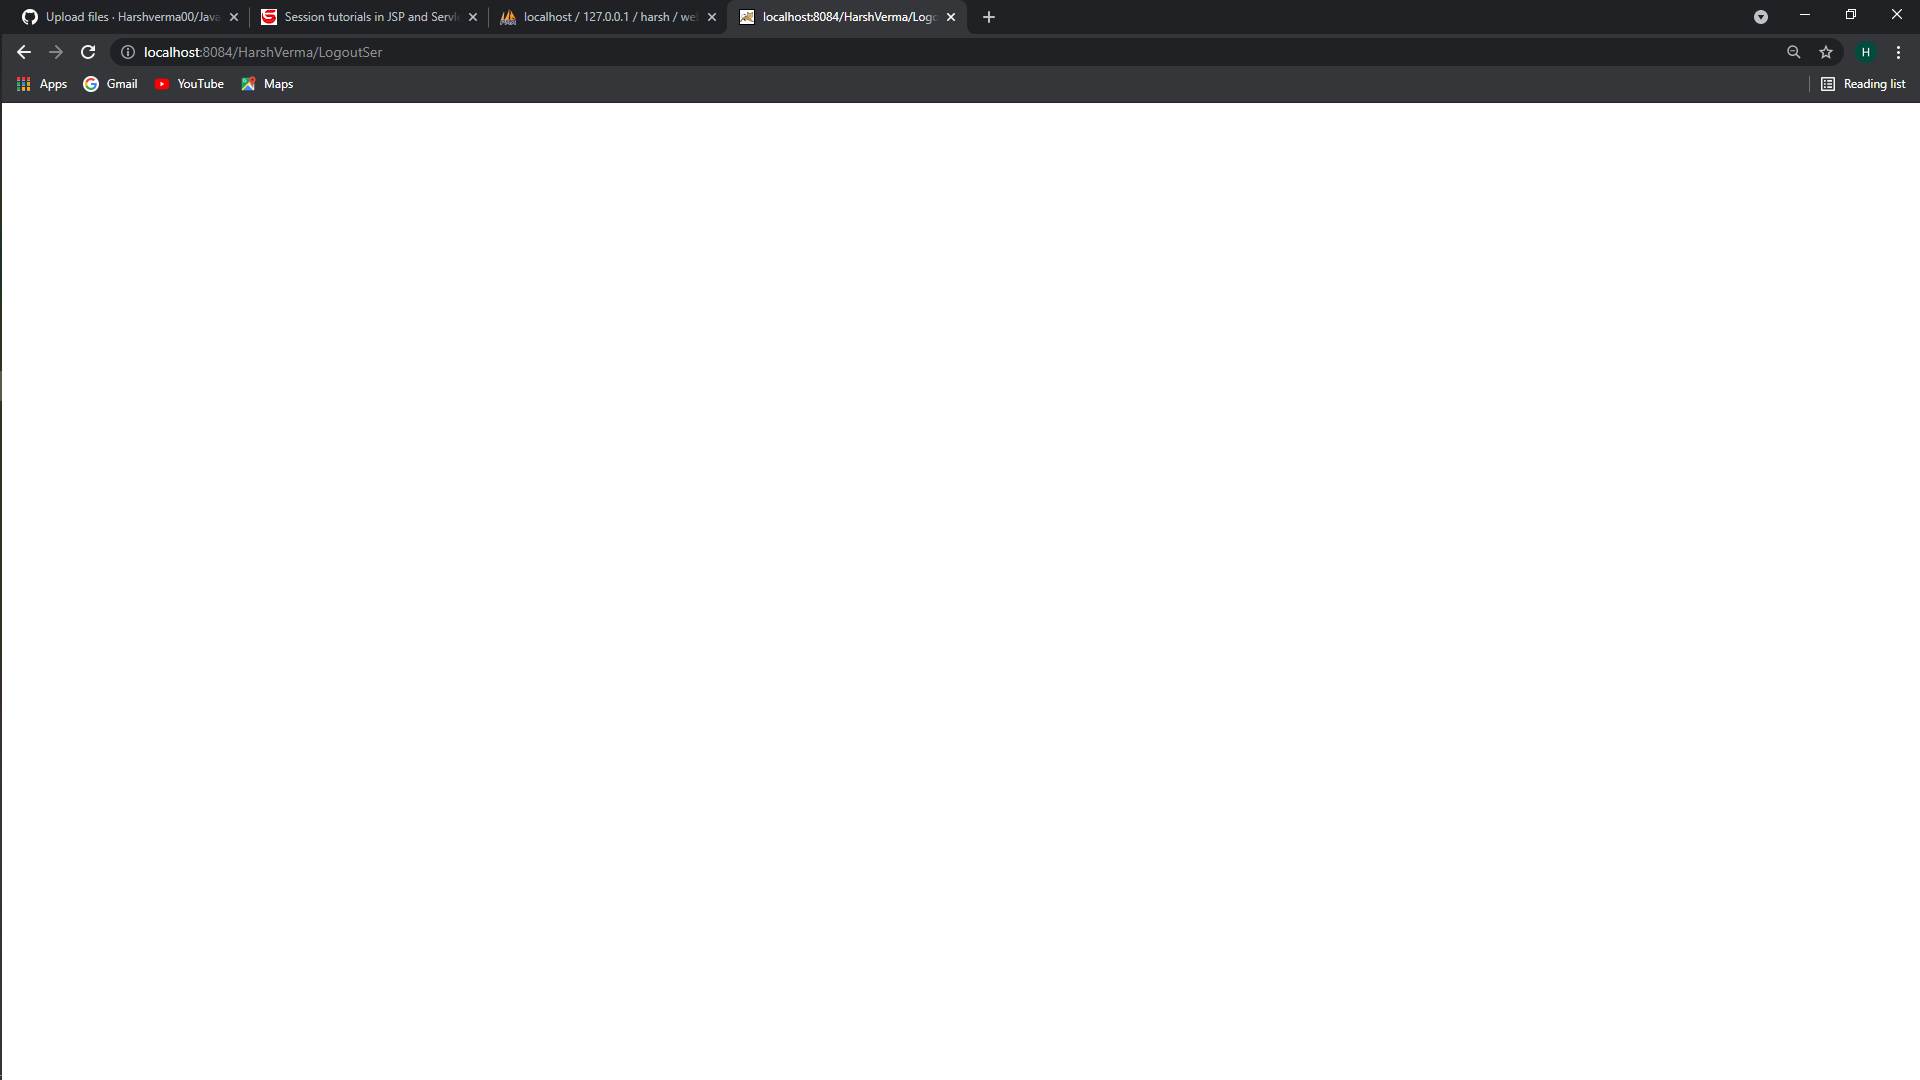 Upload files · Harshverma00/Java
Session tutorials in JSP and Servl
localhost / 127.0.0.1 / harsh / we
localhost:8084/HarshVerma/Logo
localhost:8084/HarshVerma/LogoutSer
H
Apps
Gmail
YouTube
Maps
Reading list